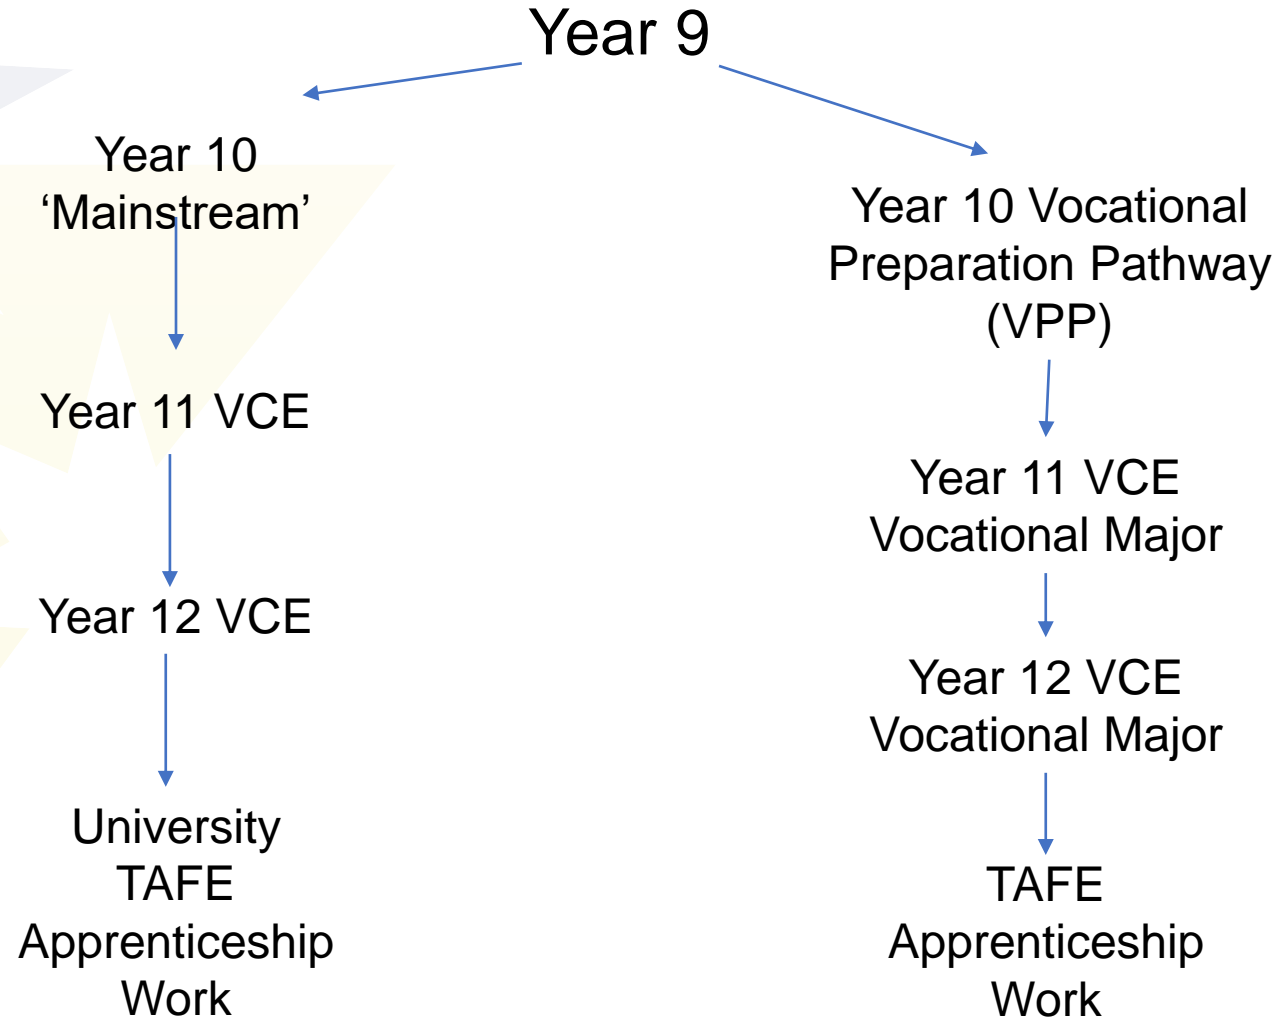 Year 9
Year 10
‘Mainstream’
Year 11 VCE
Year 12 VCE
University
TAFE
Apprenticeship
Work
Year 10 Vocational
Preparation Pathway
(VPP)
Year 11 VCE
Vocational Major
Year 12 VCE
Vocational Major
TAFE
Apprenticeship
Work